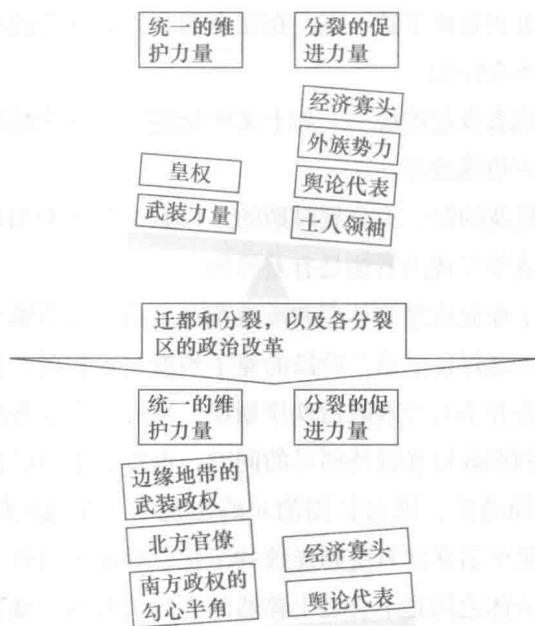 统一的维
护力量
分裂的促
进力量
经济寡头
外族势力
舆论代表
士人领袖
皇权
武装力量
迁都和分裂，以及各分裂
区的政治改革
统一的维
护力量
分裂的促
进力量
边缘地带的
武装政权
北方官僚
南方政权的
勾心半角
经济寡头
舆论代表